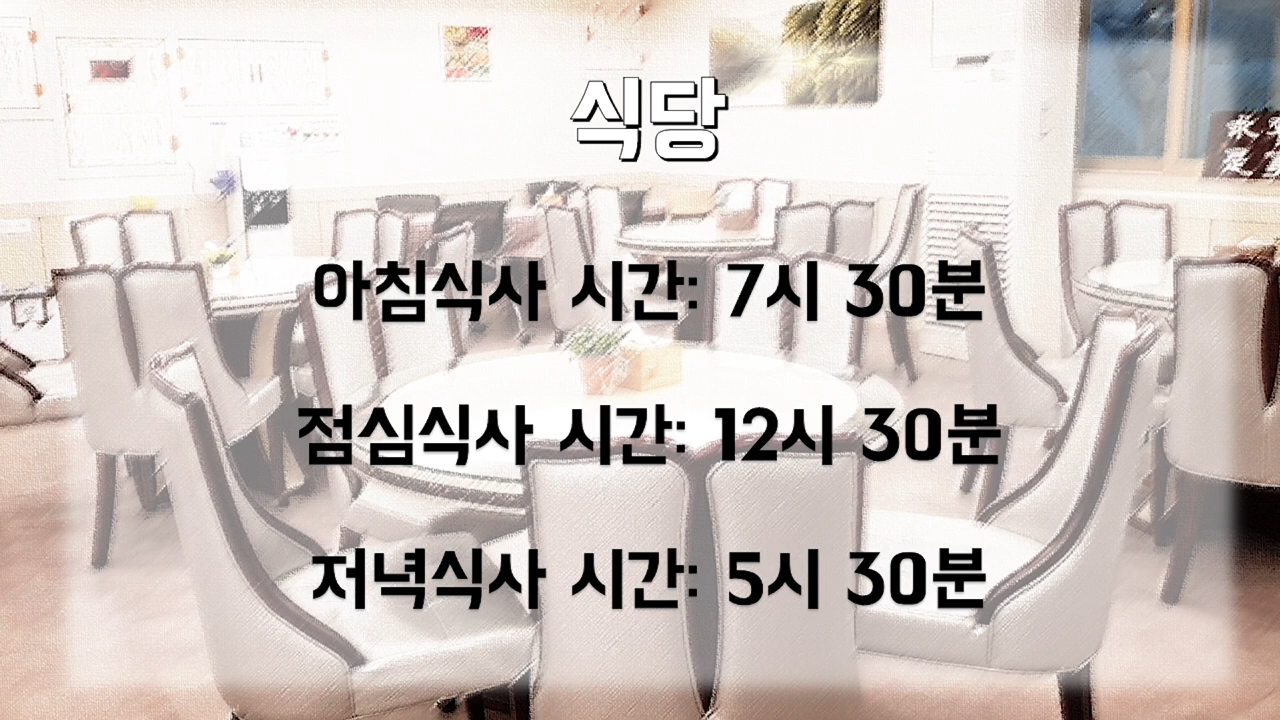 식당
아침식사 시간: 7시 30분
점심식사 시간: 12시 30분
저녁식사 시간: 5시 30분